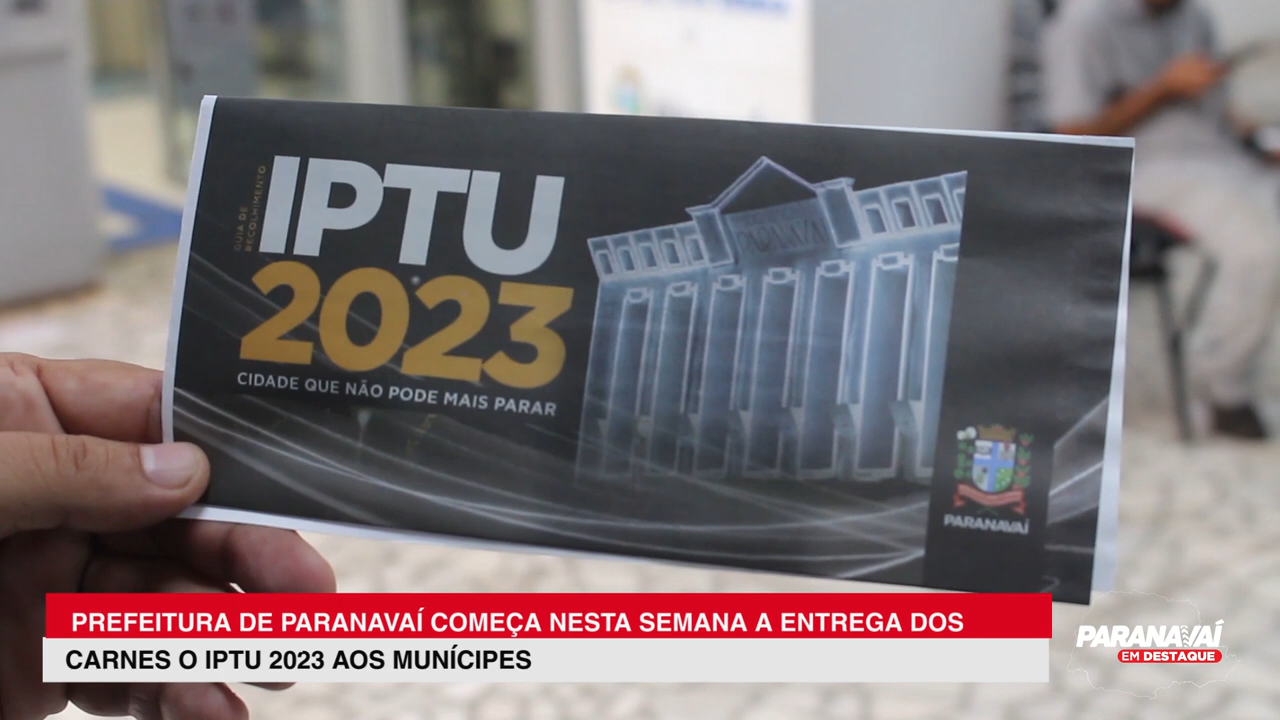 GUIA DE
RECOLHIMENTO
IPTU
2023
CIDADE QUE NÃO PODE MAIS PARAR
PARANAVAÍ
PREFEITURA DE PARANAVAÍ COMEÇA NESTA SEMANA A ENTREGA DOS
CARNES O IPTU 2023 AOS MUNÍCIPES
PARANAVAÍ
EM DESTAQUE